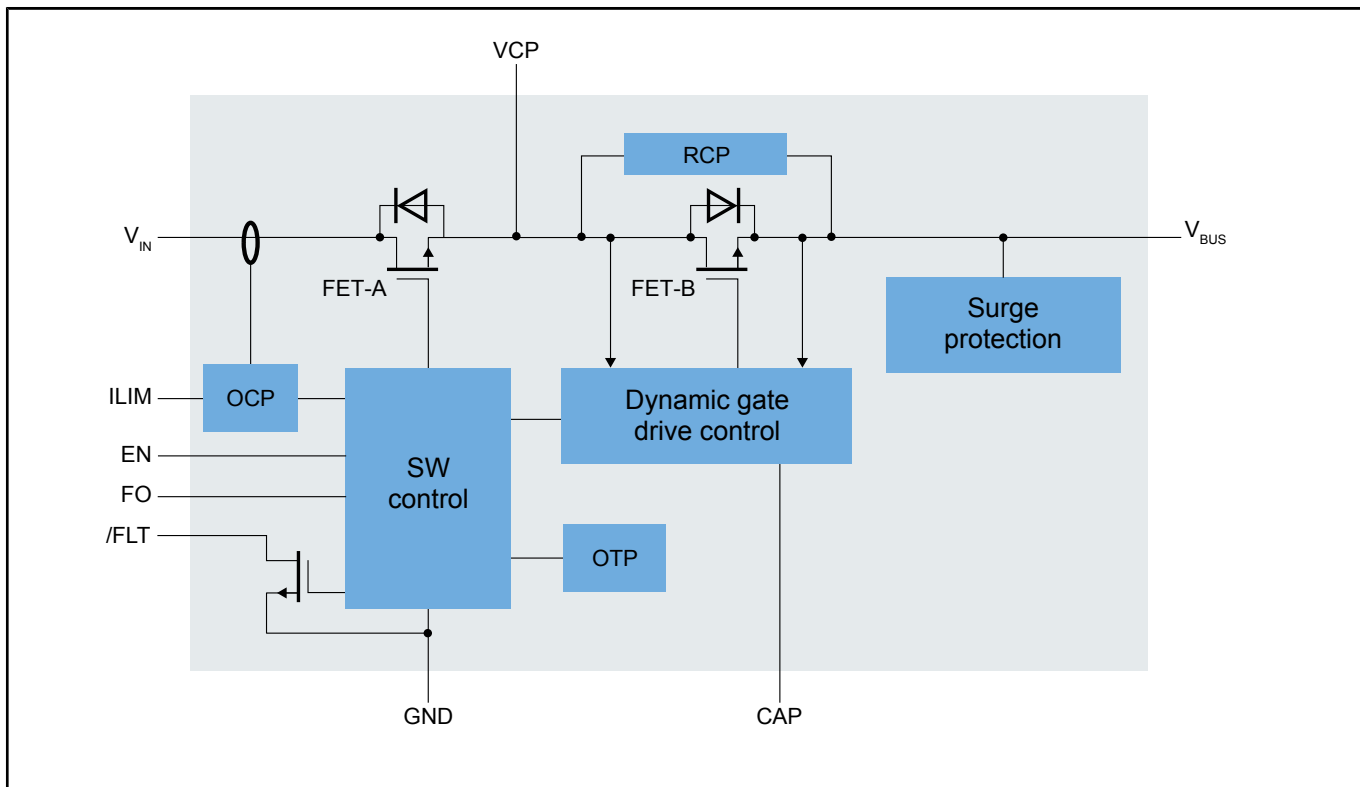 VCP
RCP
VIN
VBUS
FET-A
FET-B
Surge
protection
ILIM
OCP
Dynamic gate
drive control
EN
SW
control
FO
/FLT
OTP
GND
CAP